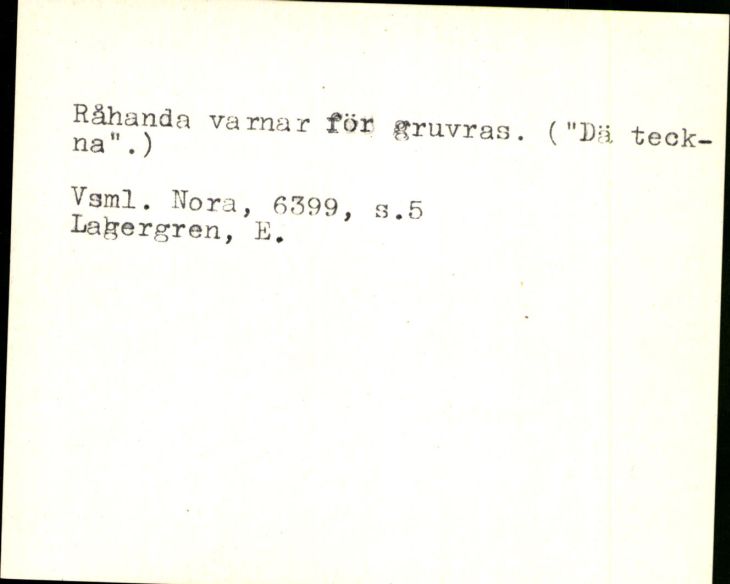 Råhanda varnar för gruvras. ("Dä teck-
na".)
Vsml. Nora, 6399, s.5
Lagergren, E.